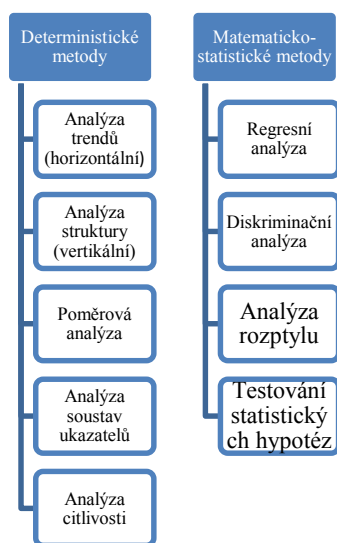 Deterministické
metody
Analýza
trendů
(horizontální)
Analýza
struktury
(vertikální)
Poměrová
analýza
Analýza
soustav
ukazatelů
Analýza
citlivosti
Matematicko-
statistické metody
Regresní
analýza
Diskriminační
analýza
Analýza
rozptylu
Testování
statistický
ch hypotéz